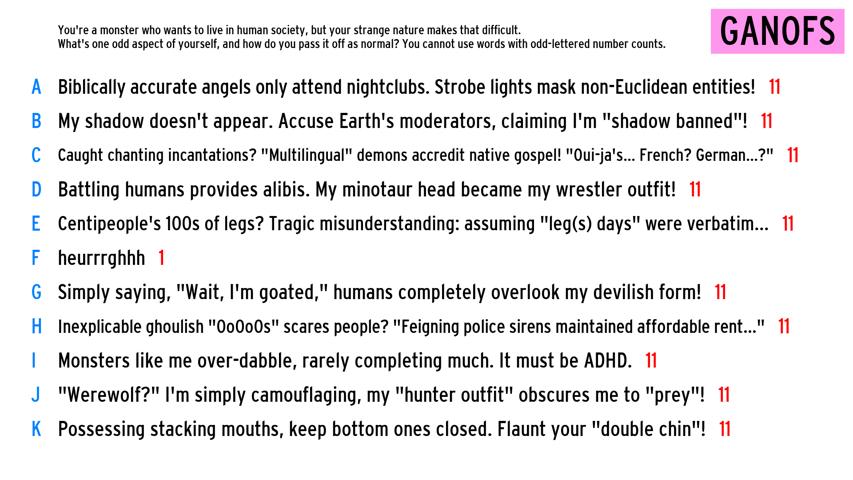 You're a monster who wants to live in human society, but your strange nature makes that difficult.
What's one odd aspect of yourself, and how do you pass it off as normal? You cannot use words with odd-lettered number counts.
GANOFS
A Biblically accurate angels only attend nightclubs. Strobe lights mask non-Euclidean entities! 11
B My shadow doesn't appear. Accuse Earth's moderators, claiming I'm "shadow banned"! 11
C Caught chanting incantations? "Multilingual" demons accredit native gospel! "Oui-ja's... French? German...?" 11
D Battling humans provides alibis. My minotaur head became my wrestler outfit! 11
E Centipeople's 100s of legs? Tragic misunderstanding: assuming "leg(s) days" were verbatim... 11
F heurrrghhh 1
G Simply saying, "Wait, I'm goated," humans completely overlook my devilish form! 11
H Inexplicable ghoulish "OoOoOs" scares people? "Feigning police sirens maintained affordable rent..." 11
I Monsters like me over-dabble, rarely completing much. It must be ADHD. 11
J "Werewolf?" I'm simply camouflaging, my "hunter outfit" obscures me to "prey"! 11
K Possessing stacking mouths, keep bottom ones closed. Flaunt your "double chin"! 11